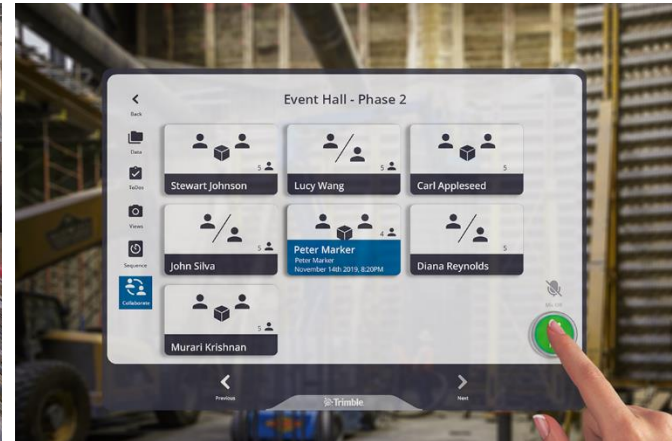 Event Hall - Phase 2
Back
Data
ToDos
Views
Sequence
Collaborate
5
Stewart Johnson
5
Lucy Wang
5
Carl Appleseed
5
John Silva
4
Peter Marker
Peter Marker
November 14th 2019, 8:20PM
5
Diana Reynolds
5
Murari Krishnan
Previous
Next
Trimble